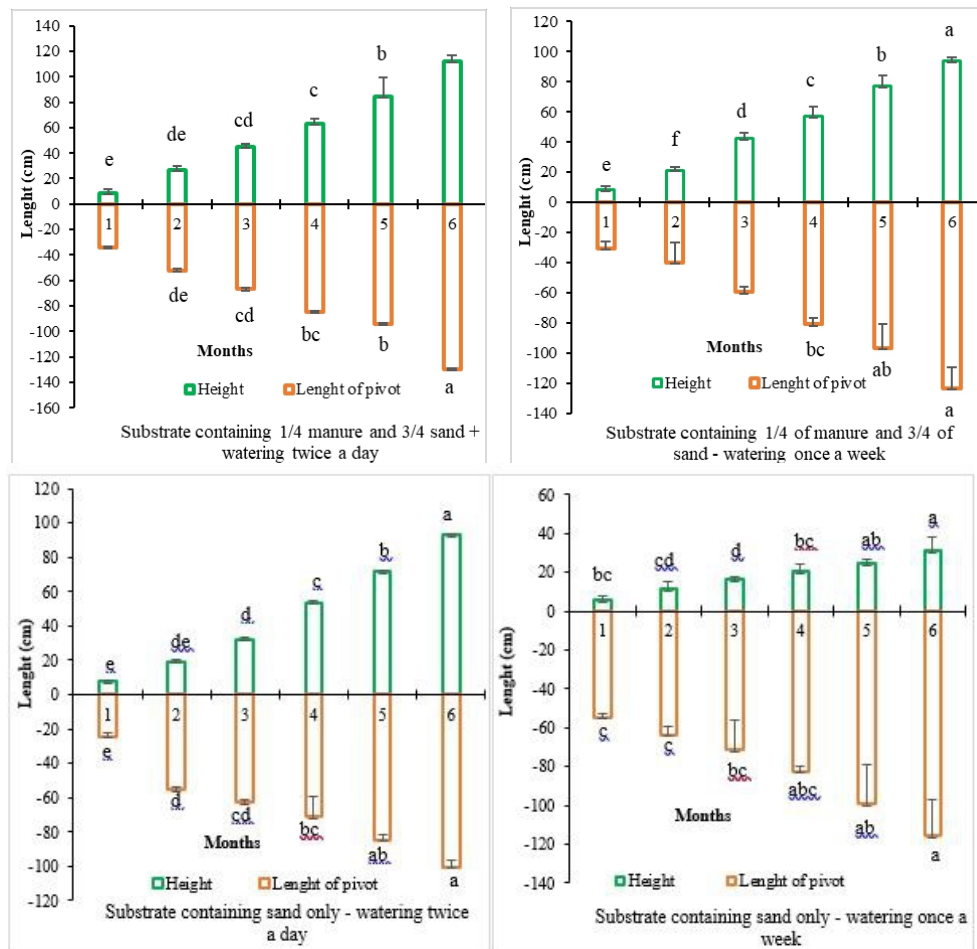 140
120
100
80
60
40
20
0
-20
-40
-60
-80
-100
-120
-140
-160
Lenght (cm)
e
de
cd
c
b
1 2 3 4 5 6
de
cd
bc
b
a
Months
Height Lenght of pivot
Substrate containing 1/4 manure and 3/4 sand +
watering twice a day
120
100
80
60
40
20
0
-20
-40
-60
-80
-100
-120
-140
Lenght (cm)
e
f
d
c
b
a
1 2 3 4 5 6
bc
ab
a
Months
Height Lenght of pivot
Substrate containing 1/4 of manure and 3/4 of
sand - watering once a week
120
100
80
60
40
20
0
-20
-40
-60
-80
-100
-120
Lenght (cm)
e
de
d
c
b
a
1 2 3 4 5 6
e
d
cd
bc
ab
a
Months
Height Lenght of pivot
Substrate containing sand only - watering twice
a day
60
40
20
0
-20
-40
-60
-80
-100
-120
-140
Lenght (cm)
bc
cd
d
bc
ab
a
1 2 3 4 5 6
c
c
bc
abc
ab
a
Months
Height Lenght of pivot
Substrate containing sand only - watering once a
week